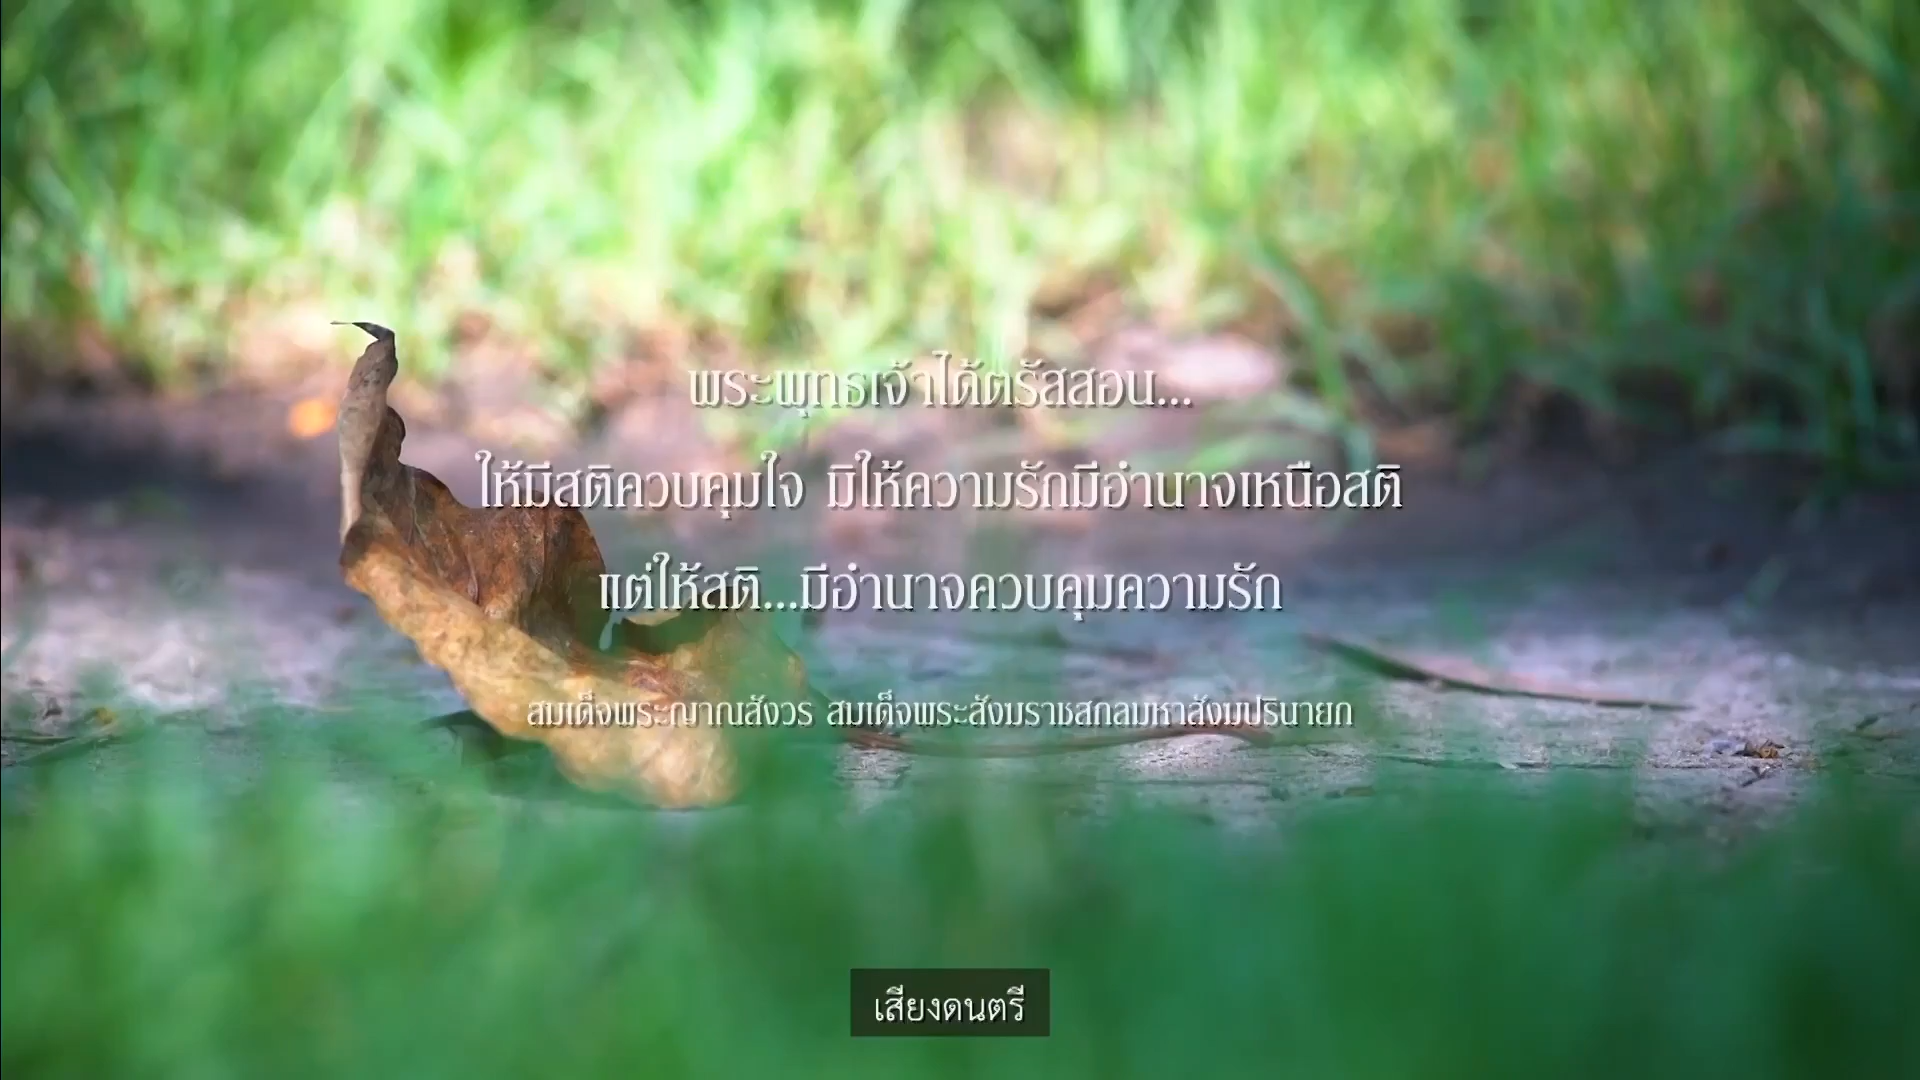 พระพุทธเจ้าได้ตรัสสอน...
ให้มีสติควบคุมใจ มิให้ความรักมีอำนาจเหนือสติ
แต่ให้สติ...มีอำนาจควบคุมความรัก
สมเด็จพระญาณสังวร สมเด็จพระสังฆราชสกลมหาสังฆปรินายก
เสียงดนตรี